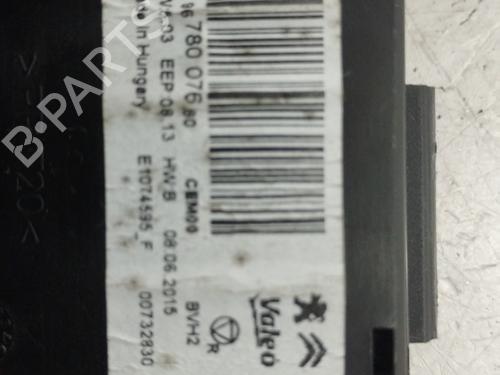 96 780 076 80
03 EEP 08.13 HW:B 08.06.2015
in Hungary E1074595_F 00732830
CEM00 BVH2
R
Valeo
B-PARTS